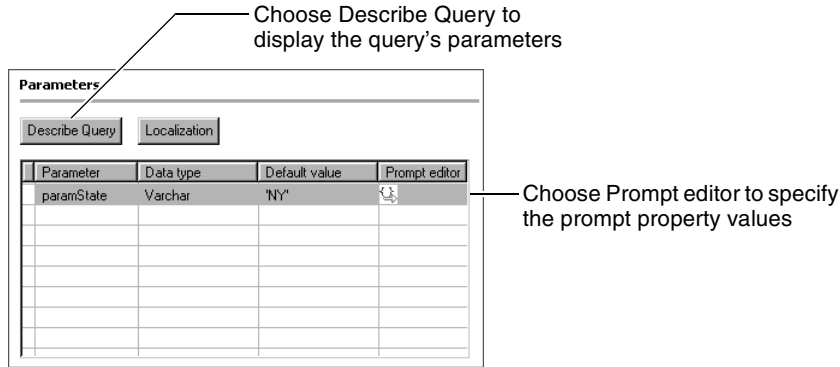 Choose Describe Query to
display the query's parameters
Parameters
Describe Query Localization
Parameter Data type Default value Prompt editor
paramState Varchar 'NY'
Choose Prompt editor to specify
the prompt property values